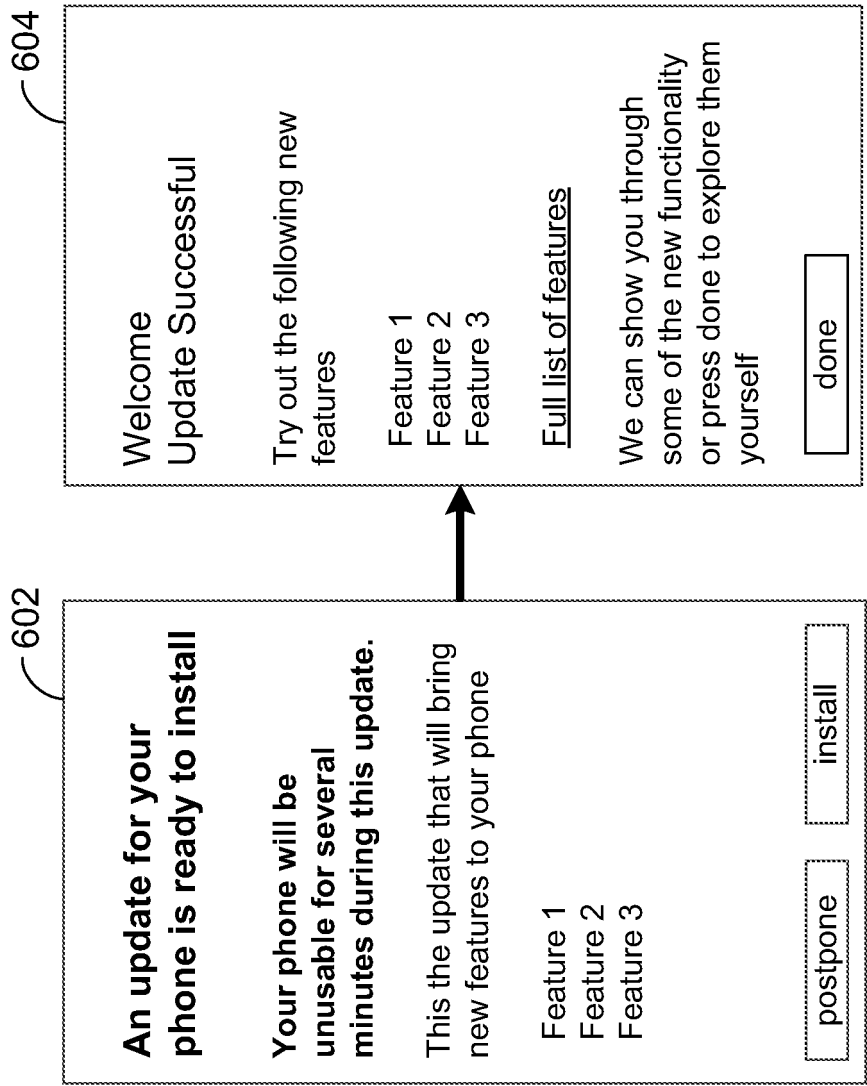 602
An update for your
phone is ready to install
Your phone will be
unusable for several
minutes during this update.
This the update that will bring
new features to your phone
Feature 1
Feature 2
Feature 3
postpone
install
604
Welcome
Update Successful
Try out the following new
features
Feature 1
Feature 2
Feature 3
Full list of features
We can show you through
some of the new functionality
or press done to explore them
yourself
done